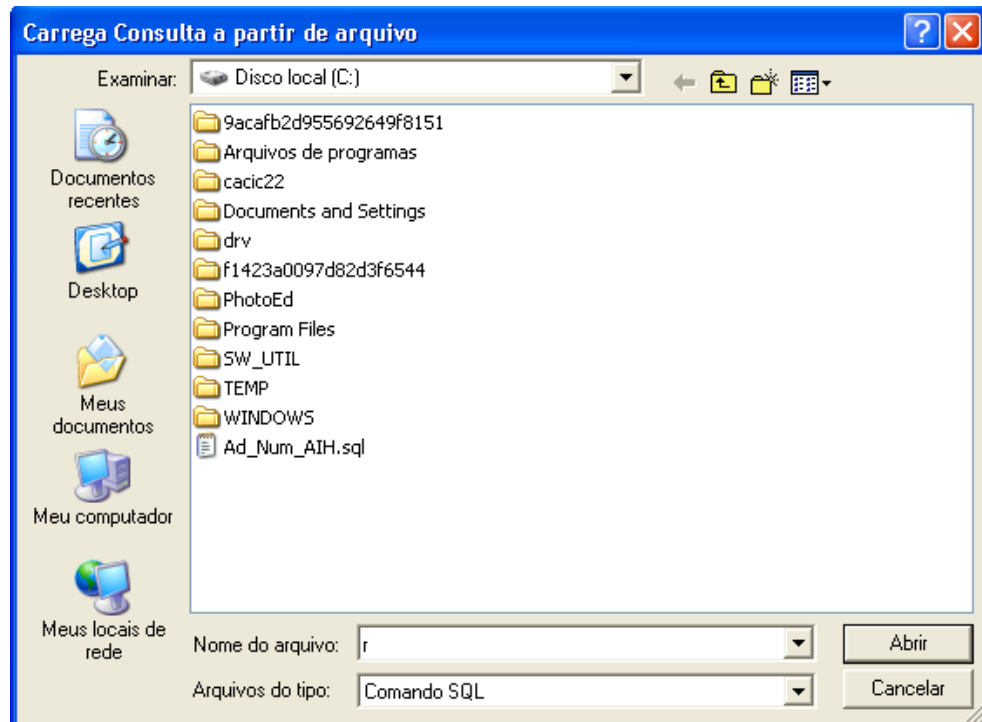 Carrega Consulta a partir de arquivo
Examinar:
Disco local (C:)
Documentos
recentes
Desktop
Meus
documentos
Meu computador
Meus locais de
rede
9acafb2d955692649f8151
Arquivos de programas
cacic22
Documents and Settings
drv
f1423a0097d82d3f6544
PhotoEd
Program Files
SW_UTIL
TEMP
WINDOWS
Ad_Num_AIH.sql
Nome do arquivo:
r
Abrir
Arquivos do tipo:
Comando SQL
Cancelar